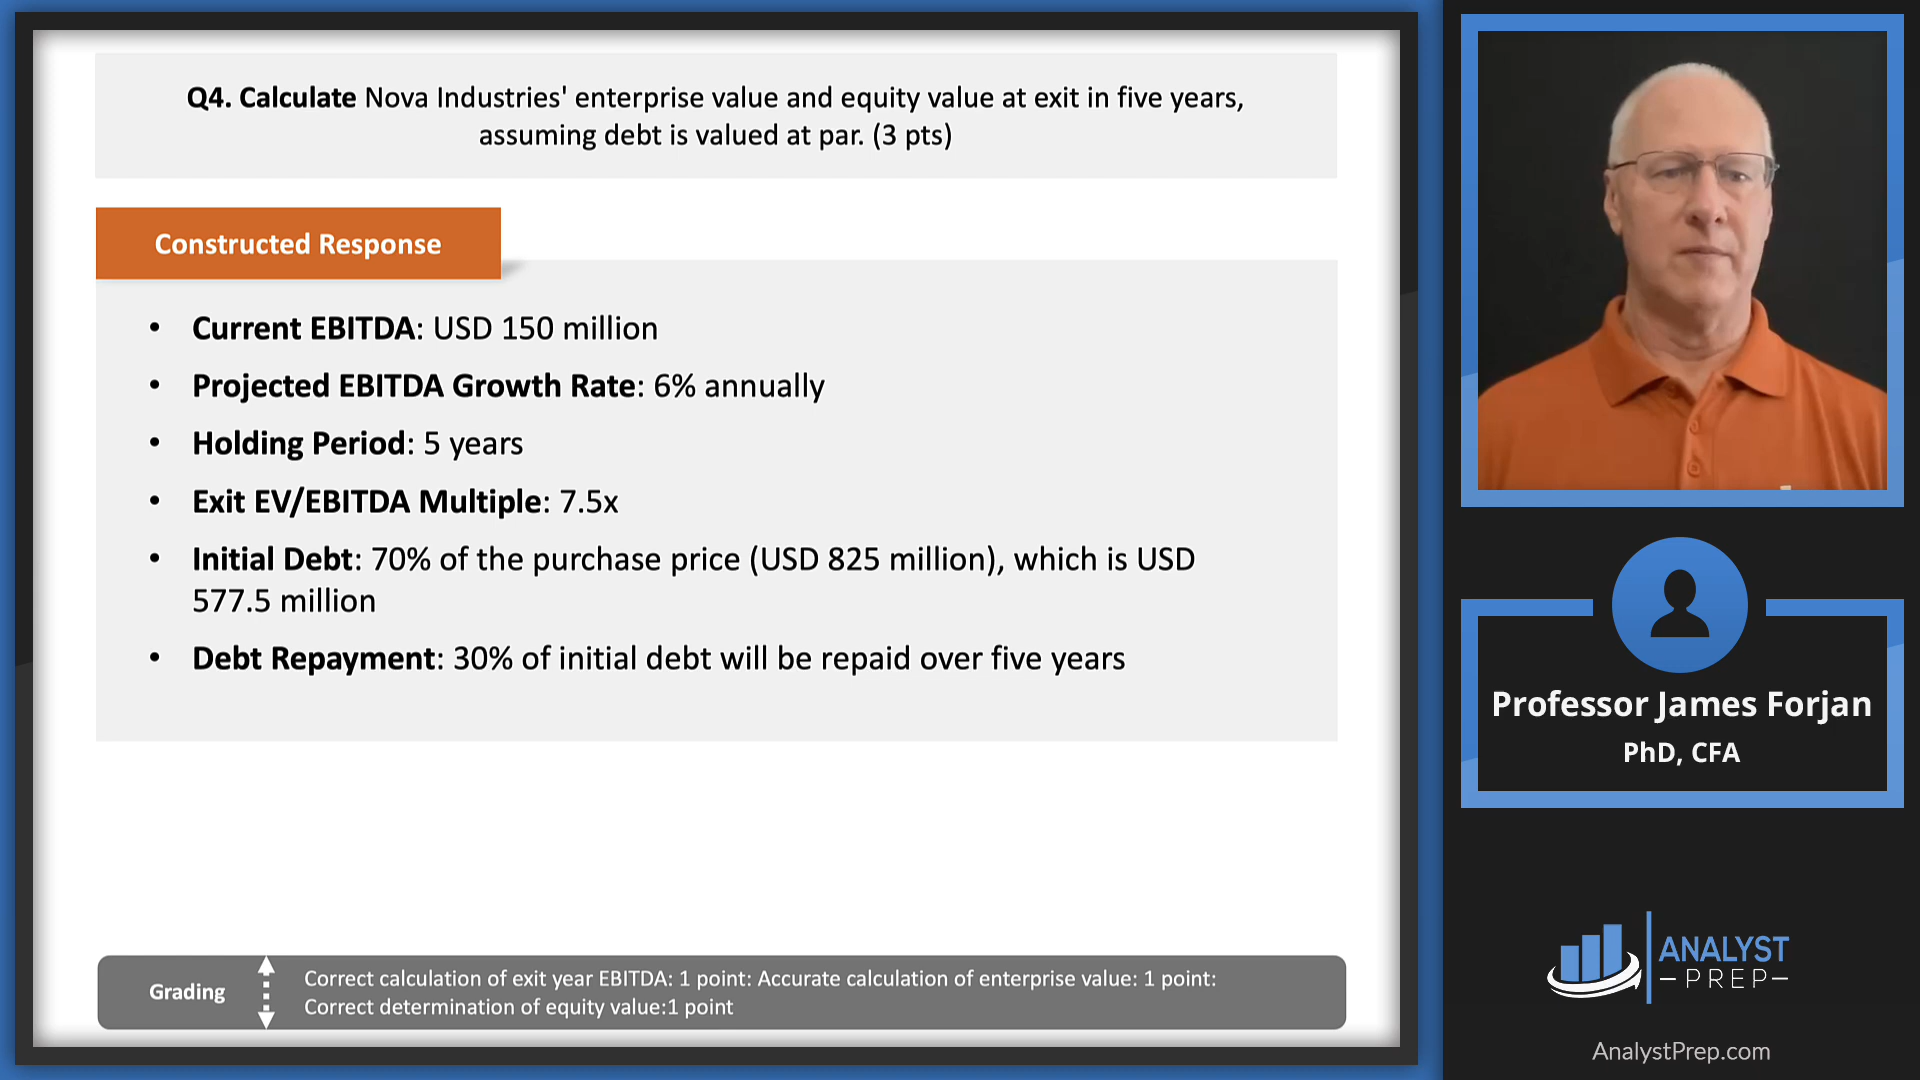 Q4. Calculate Nova Industries' enterprise value and equity value at exit in five years,
assuming debt is valued at par. (3 pts)
Constructed Response
• Current EBITDA: USD 150 million
• Projected EBITDA Growth Rate: 6% annually
• Holding Period: 5 years
• Exit EV/EBITDA Multiple: 7.5x
• Initial Debt: 70% of the purchase price (USD 825 million), which is USD
577.5 million
• Debt Repayment: 30% of initial debt will be repaid over five years
Grading
Correct calculation of exit year EBITDA: 1 point: Accurate calculation of enterprise value: 1 point:
Correct determination of equity value:1 point
Professor James Forjan
PhD, CFA
ANALYST
PREP
AnalystPrep.com